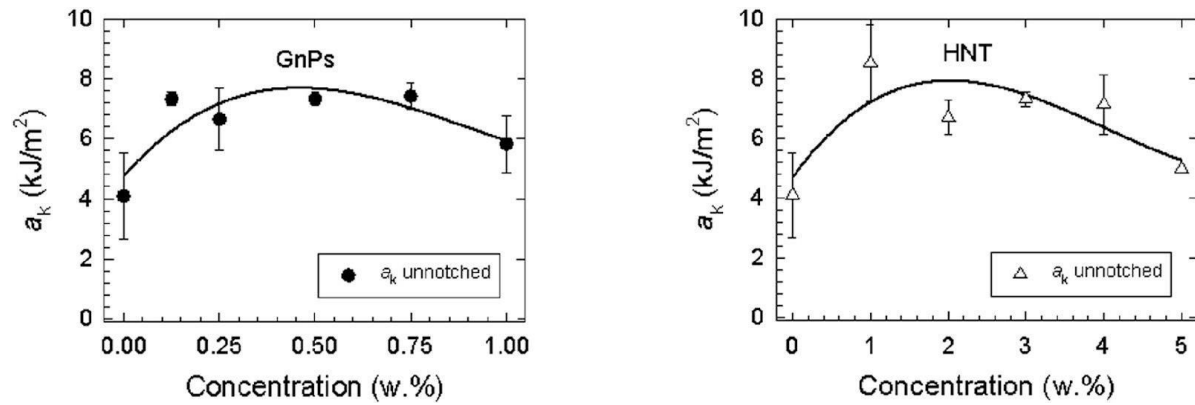 10
GnPs
8
6
4
2
0
a_k (kJ/m²)
a_k unnotched
0.00 0.25 0.50 0.75 1.00
Concentration (w.%)
10
HNT
8
6
4
2
0
a_k (kJ/m²)
a_k unnotched
0 1 2 3 4 5
Concentration (w.%)